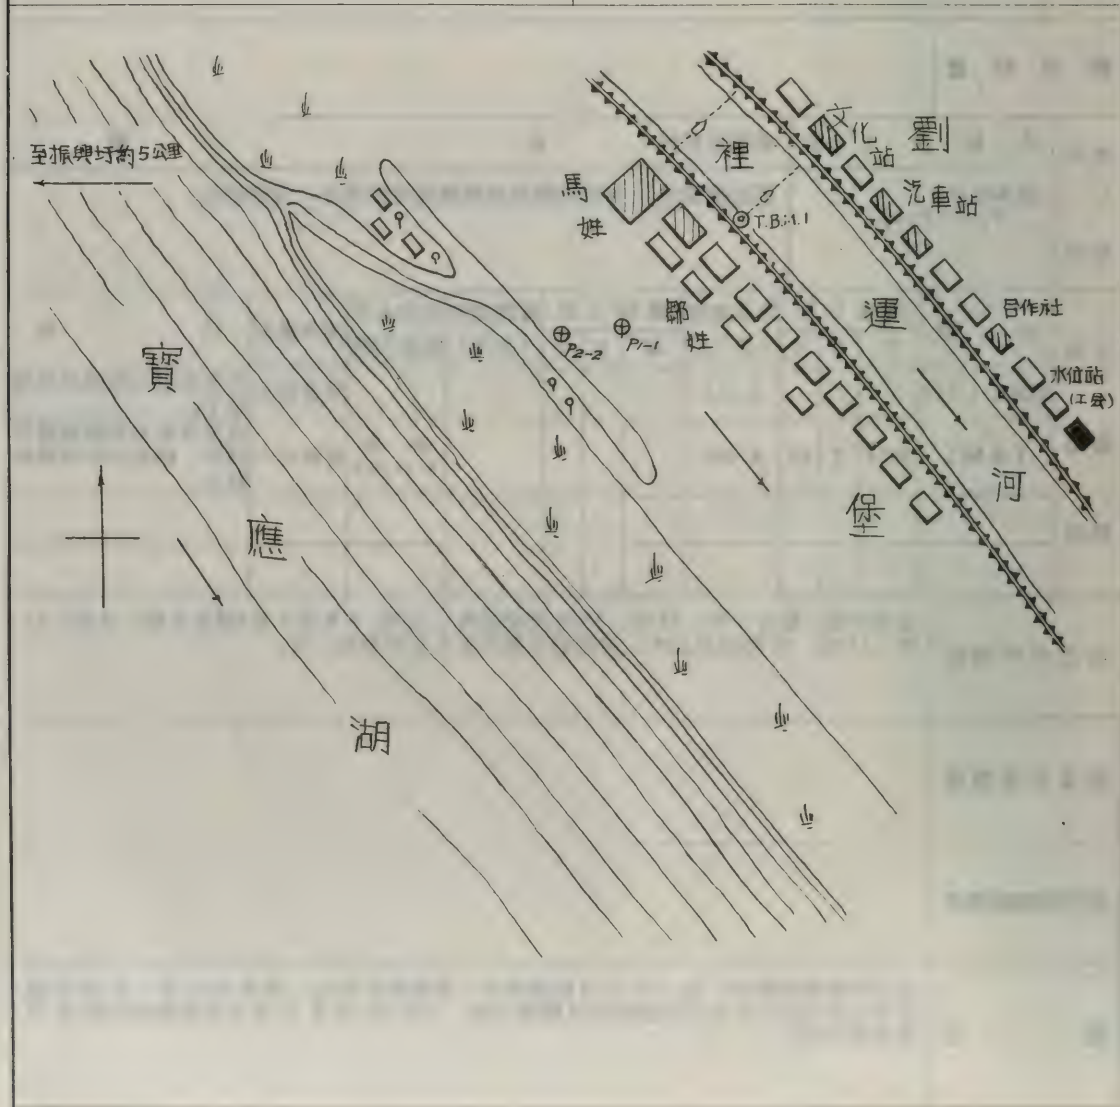 至振興圩約5公里
寶應湖
馬姓
鄒姓
裡運河
劉堡
文化站
汽車站
合作社
水位站
(工会)
T.B.M.1
P2-2
P1-1